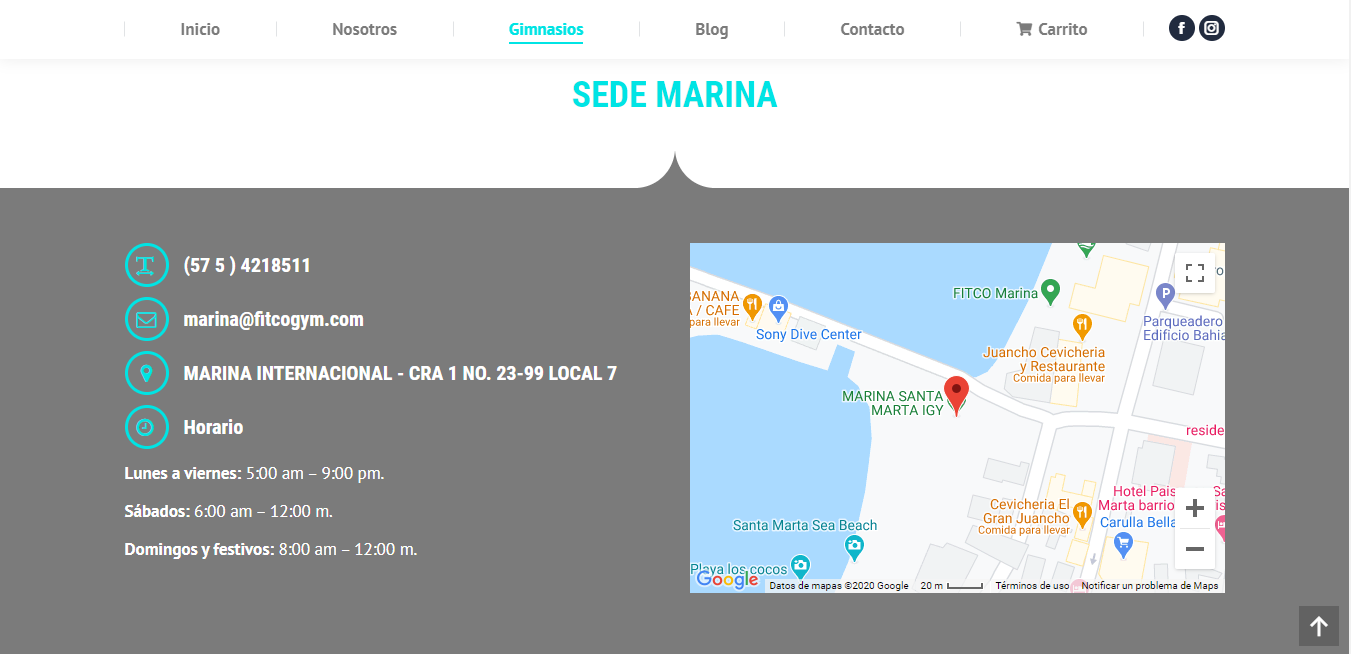 Inicio
Nosotros
Gimnasios
Blog
Contacto
Carrito
SEDE MARINA
(57 5 ) 4218511
marina@fitcogym.com
MARINA INTERNACIONAL - CRA 1 NO. 23-99 LOCAL 7
Horario
Lunes a viernes: 5:00 am – 9:00 pm.
Sábados: 6:00 am – 12:00 m.
Domingos y festivos: 8:00 am – 12:00 m.
BANANA
/ CAFE
para llevar
Sony Dive Center
FITCO Marina
P
Parqueadero
Edificio Bahia
Juancho Cevicheria
y Restaurante
Comida para llevar
MARINA SANTA
MARTA IGY
reside
Hotel Pais
Marta barrio
Cevicheria El
Gran Juancho
Comida para llevar
Carulla Bella
Santa Marta Sea Beach
Playa los cocos
Google
Datos de mapas ©2020 Google
20 m
Términos de uso
Notificar un problema de Maps